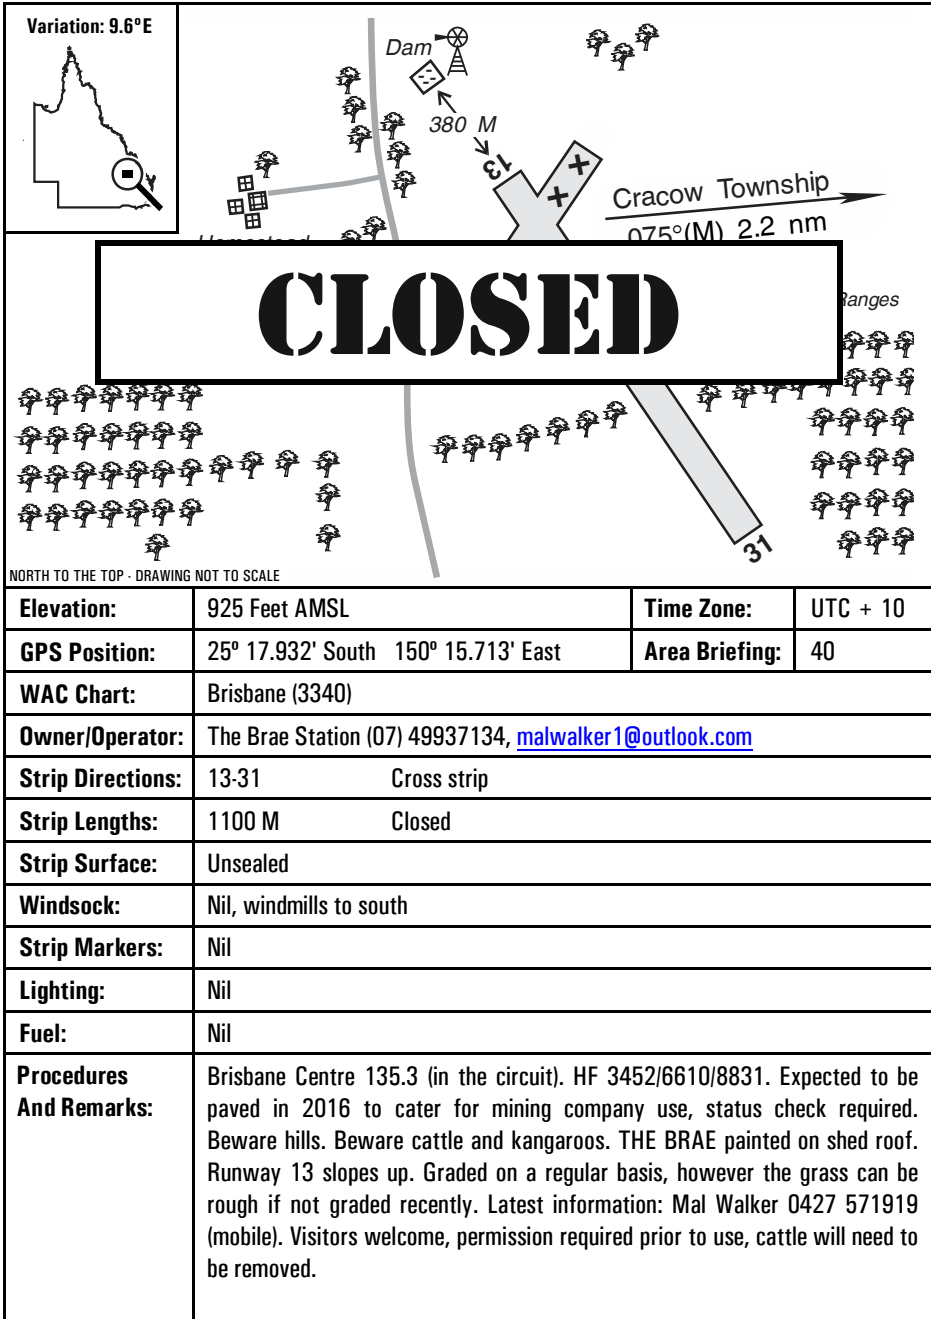 Variation: 9.6ºE
Dam
380 M
13
Cracow Township
075°(M) 2.2 nm
Homestead
CLOSED
Ranges
31
NORTH TO THE TOP - DRAWING NOT TO SCALE
Elevation: 925 Feet AMSL Time Zone: UTC + 10
GPS Position: 25º 17.932' South 150º 15.713' East Area Briefing: 40
WAC Chart: Brisbane (3340)
Owner/Operator: The Brae Station (07) 49937134, malwalker1@outlook.com
Strip Directions: 13-31 Cross strip
Strip Lengths: 1100 M Closed
Strip Surface: Unsealed
Windsock: Nil, windmills to south
Strip Markers: Nil
Lighting: Nil
Fuel: Nil
Procedures
And Remarks:
Brisbane Centre 135.3 (in the circuit). HF 3452/6610/8831. Expected to be
paved in 2016 to cater for mining company use, status check required.
Beware hills. Beware cattle and kangaroos. THE BRAE painted on shed roof.
Runway 13 slopes up. Graded on a regular basis, however the grass can be
rough if not graded recently. Latest information: Mal Walker 0427 571919
(mobile). Visitors welcome, permission required prior to use, cattle will need to
be removed.